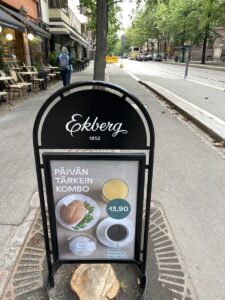 Ekberg
1852
PÄIVÄN
TÄRKEIN
KOMBO
13,90